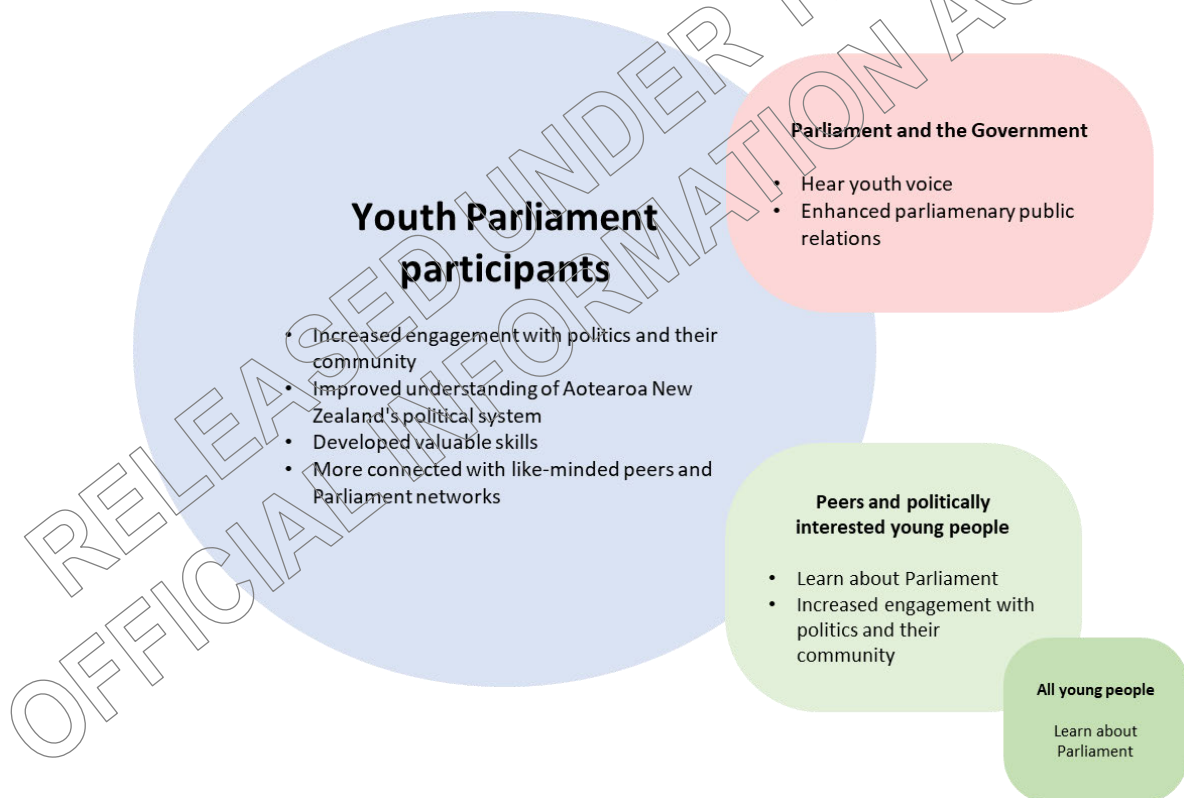 Youth Parliament
participants
• Increased engagement with politics and their
community
• Improved understanding of Aotearoa New
Zealand's political system
• Developed valuable skills
• More connected with like-minded peers and
Parliament networks
Parliament and the Government
• Hear youth voice
• Enhanced parliamenary public
relations
Peers and politically
interested young people
• Learn about Parliament
• Increased engagement with
politics and their
community
All young people
Learn about
Parliament
RELEASED UNDER
OFFICIAL INFORMATION